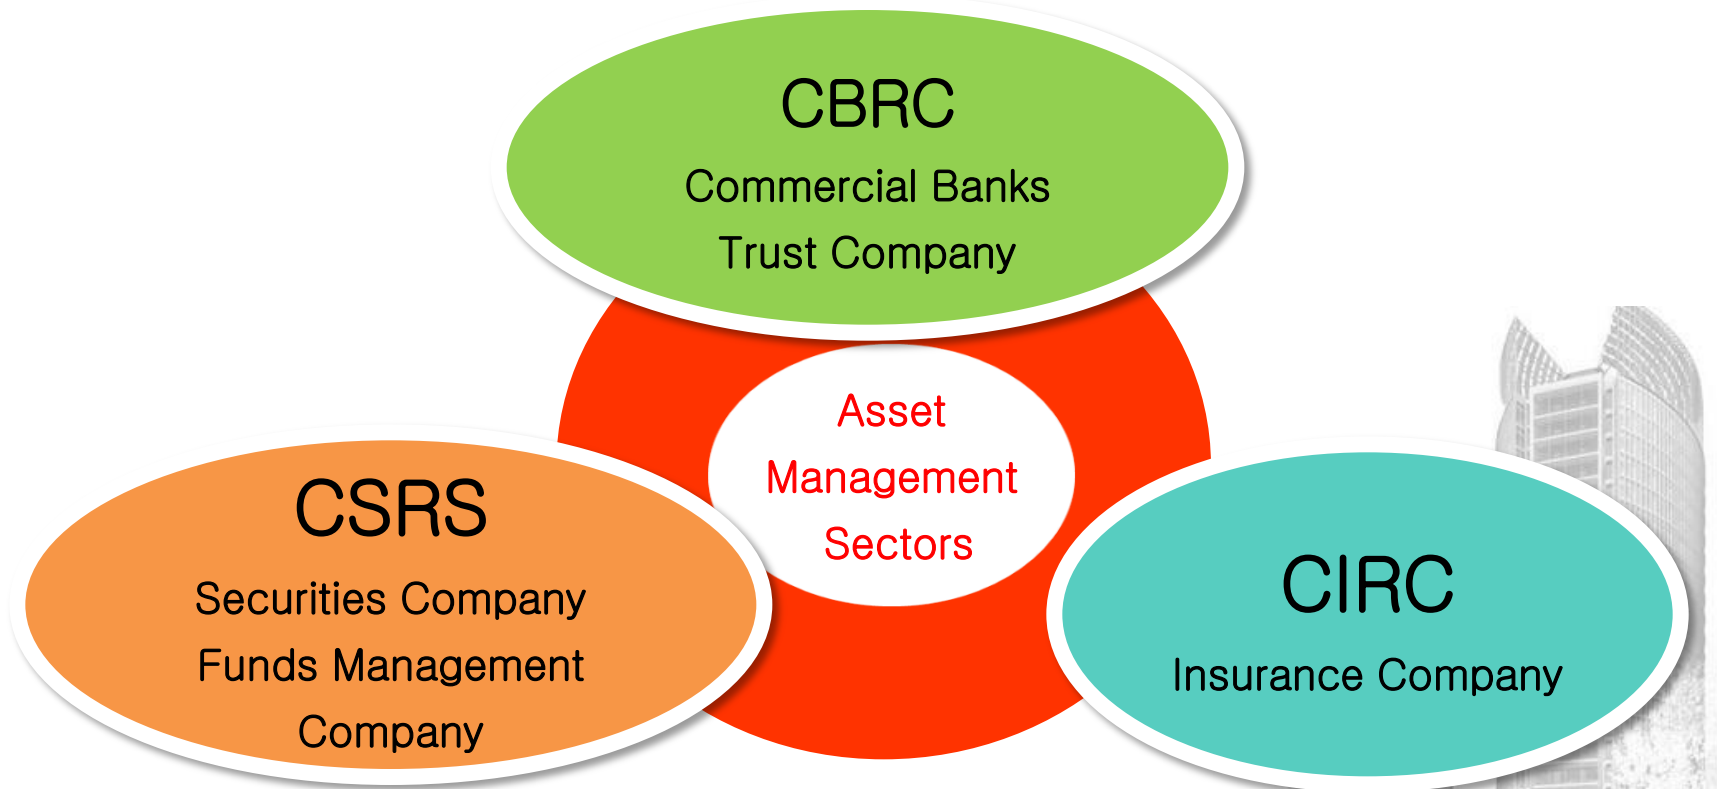 CBRC
Commercial Banks
Trust Company
Asset
Management
Sectors
CSRS
Securities Company
Funds Management
Company
CIRC
Insurance Company